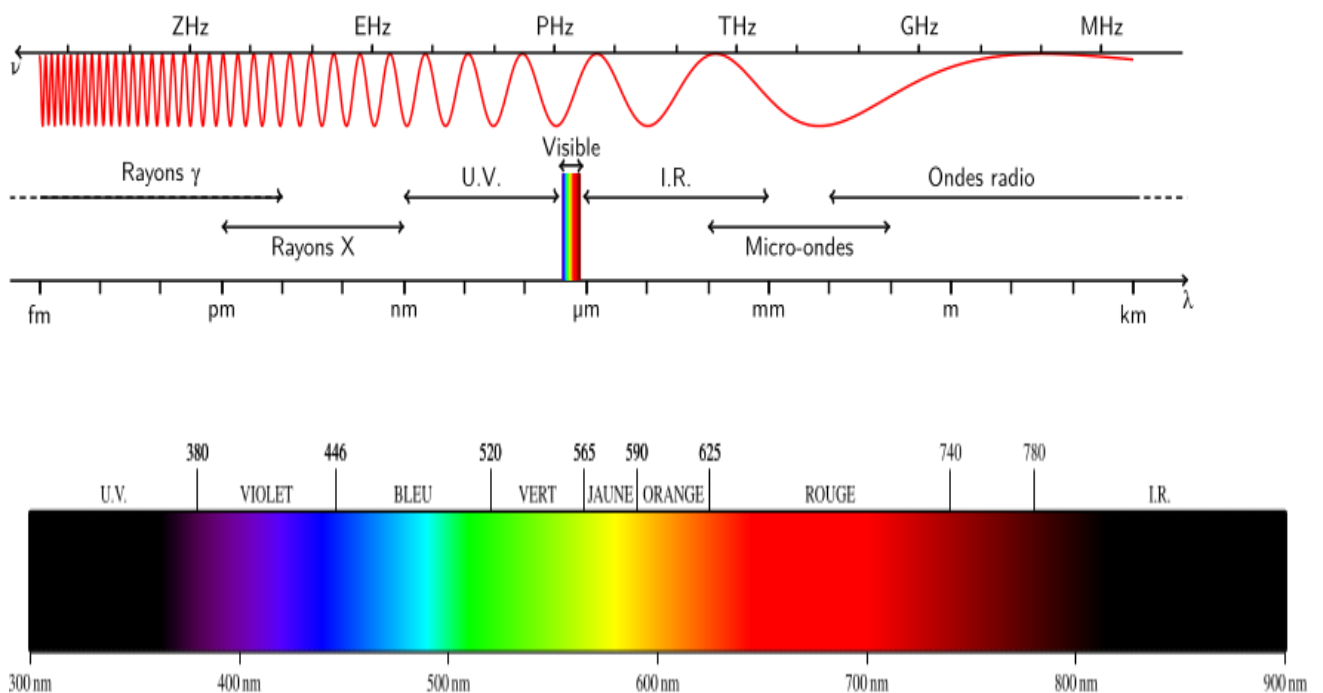 ZHz EHz PHz THz GHz MHz
ν
Visible
Rayons γ U.V. I.R. Ondes radio
Rayons X Micro-ondes
λ
fm pm nm µm mm m km
380 446 520 565 590 625 740 780
U.V. VIOLET BLEU VERT JAUNE ORANGE ROUGE I.R.
300 nm 400 nm 500 nm 600 nm 700 nm 800 nm 900 nm